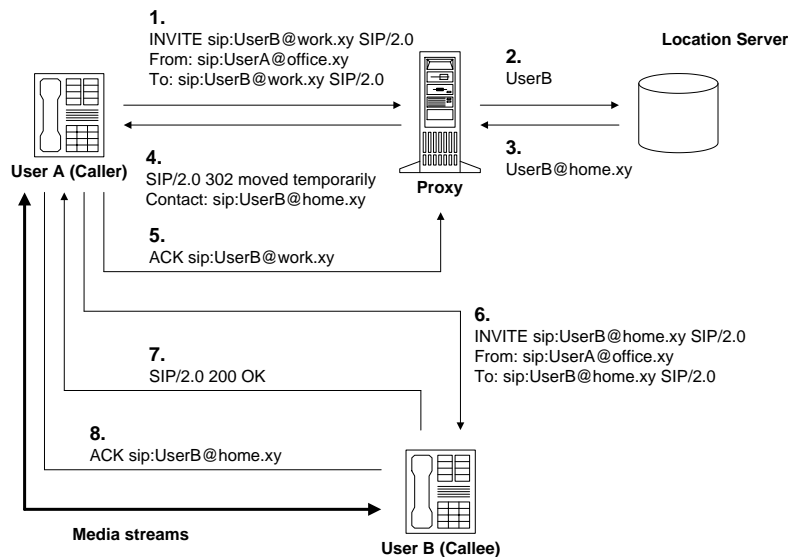 1.
INVITE sip:UserB@work.xy SIP/2.0
From: sip:UserA@office.xy
To: sip:UserB@work.xy SIP/2.0
2.
UserB
Location Server
3.
UserB@home.xy
User A (Caller)
Proxy
4.
SIP/2.0 302 moved temporarily
Contact: sip:UserB@home.xy
5.
ACK sip:UserB@work.xy
6.
INVITE sip:UserB@home.xy SIP/2.0
From: sip:UserA@office.xy
To: sip:UserB@home.xy SIP/2.0
7.
SIP/2.0 200 OK
8.
ACK sip:UserB@home.xy
Media streams
User B (Callee)